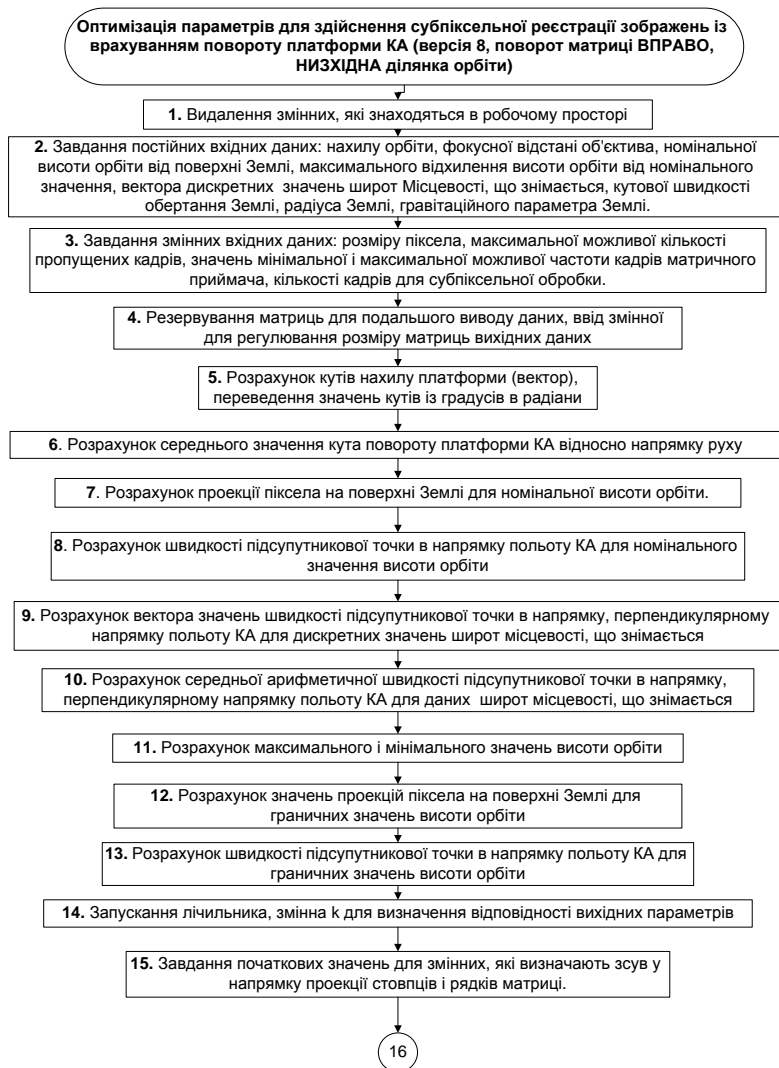 Оптимізація параметрів для здійснення субпіксельної реєстрації зображень із
врахуванням повороту платформи КА (версія 8, поворот матриці ВПРАВО,
НИЗХІДНА ділянка орбіти)
1. Видалення змінних, які знаходяться в робочому просторі
2. Завдання постійних вхідних даних: нахилу орбіти, фокусної відстані об'єктива, номінальної
висоти орбіти від поверхні Землі, максимального відхилення висоти орбіти від номінального
значення, вектора дискретних значень широт Місцевості, що знімається, кутової швидкості
обертання Землі, радіуса Землі, гравітаційного параметра Землі.
3. Завдання змінних вхідних даних: розміру піксела, максимальної можливої кількості
пропущених кадрів, значень мінімальної і максимальної можливої частоти кадрів матричного
приймача, кількості кадрів для субпіксельної обробки.
4. Резервування матриць для подальшого виводу даних, ввід змінної
для регулювання розміру матриць вихідних даних
5. Розрахунок кутів нахилу платформи (вектор),
переведення значень кутів із градусів в радіани
6. Розрахунок середнього значення кута повороту платформи КА відносно напрямку руху
7. Розрахунок проекції піксела на поверхні Землі для номінальної висоти орбіти.
8. Розрахунок швидкості підсупутникової точки в напрямку польоту КА для номінального
значення висоти орбіти
9. Розрахунок вектора значень швидкості підсупутникової точки в напрямку, перпендикулярному
напрямку польоту КА для дискретних значень широт місцевості, що знімається
10. Розрахунок середньої арифметичної швидкості підсупутникової точки в напрямку,
перпендикулярному напрямку польоту КА для даних широт місцевості, що знімається
11. Розрахунок максимального і мінімального значень висоти орбіти
12. Розрахунок значень проекцій піксела на поверхні Землі для
граничних значень висоти орбіти
13. Розрахунок швидкості підсупутникової точки в напрямку польоту КА для
граничних значень висоти орбіти
14. Запускання лічильника, змінна k для визначення відповідності вихідних параметрів
15. Завдання початкових значень для змінних, які визначають зсув у
напрямку проекції стовпців і рядків матриці.
16